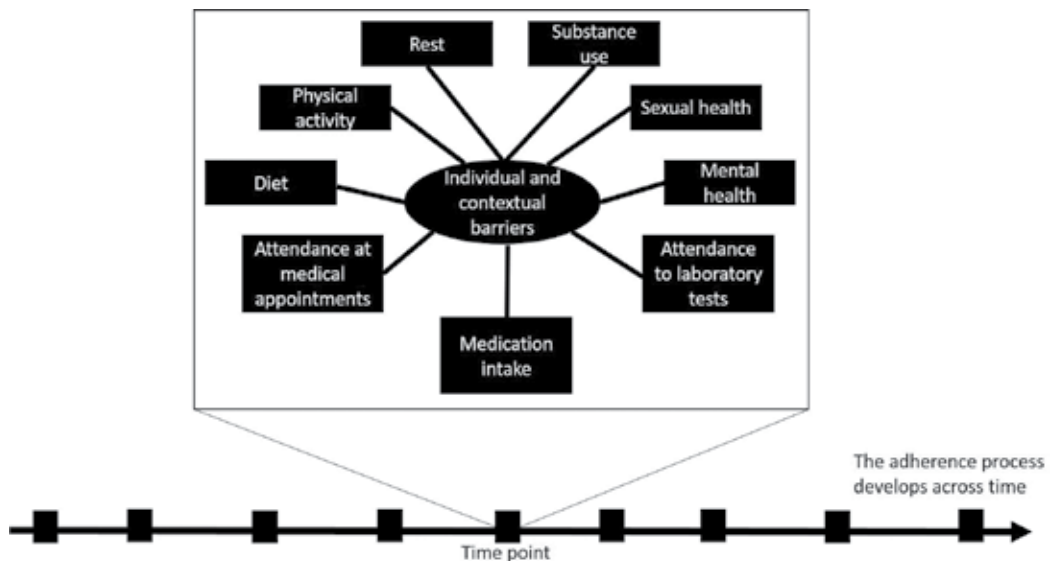 Rest
Substance
use
Physical
activity
Sexual health
Diet
Individual and
contextual
barriers
Mental
health
Attendance at
medical
appointments
Attendance
to laboratory
tests
Medication
intake
The adherence process
develops across time
Time point